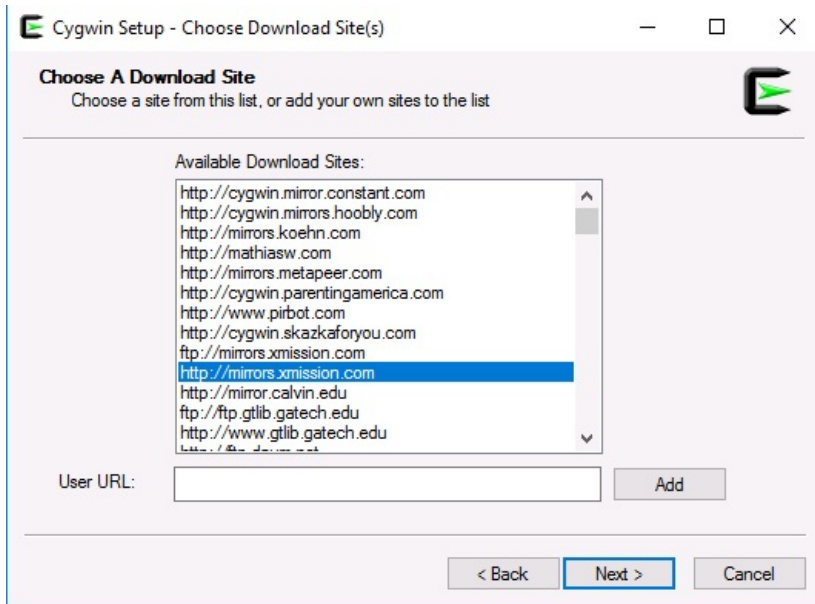 Cygwin Setup - Choose Download Site(s)
Choose A Download Site
Choose a site from this list, or add your own sites to the list
Available Download Sites:
http://cygwin.mirror.constant.com
http://cygwin.mirrors.hoobly.com
http://mirrors.koehn.com
http://mathiasw.com
http://mirrors.metapeer.com
http://cygwin.parentingamerica.com
http://www.pirbot.com
http://cygwin.skazkaforyou.com
ftp://mirrors.xmission.com
http://mirrors.xmission.com
http://mirror.calvin.edu
ftp://ftp.gtlib.gatech.edu
http://www.gtlib.gatech.edu
User URL:
Add
< Back
Next >
Cancel